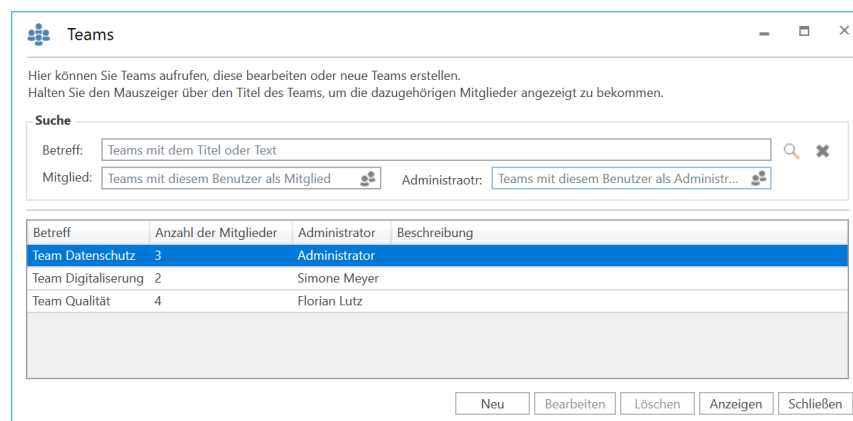 Teams
Hier können Sie Teams aufrufen, diese bearbeiten oder neue Teams erstellen.
Halten Sie den Mauszeiger über den Titel des Teams, um die dazugehörigen Mitglieder angezeigt zu bekommen.
Suche
Betreff: Teams mit dem Titel oder Text
Mitglied: Teams mit diesem Benutzer als Mitglied Administraotr: Teams mit diesem Benutzer als Administr...
Betreff Anzahl der Mitglieder Administrator Beschreibung
Team Datenschutz 3 Administrator
Team Digitaliserung 2 Simone Meyer
Team Qualität 4 Florian Lutz
Neu Bearbeiten Löschen Anzeigen Schließen